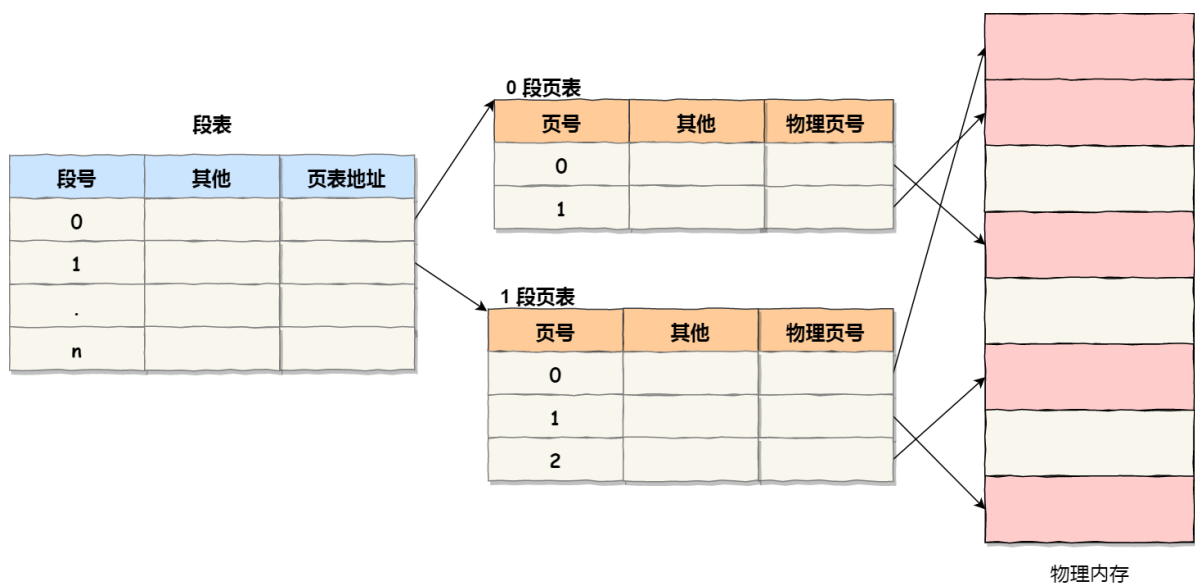 段表
段号 其他 页表地址
0
1
.
n
0 段页表
页号 其他 物理页号
0
1
1 段页表
页号 其他 物理页号
0
1
2
物理内存